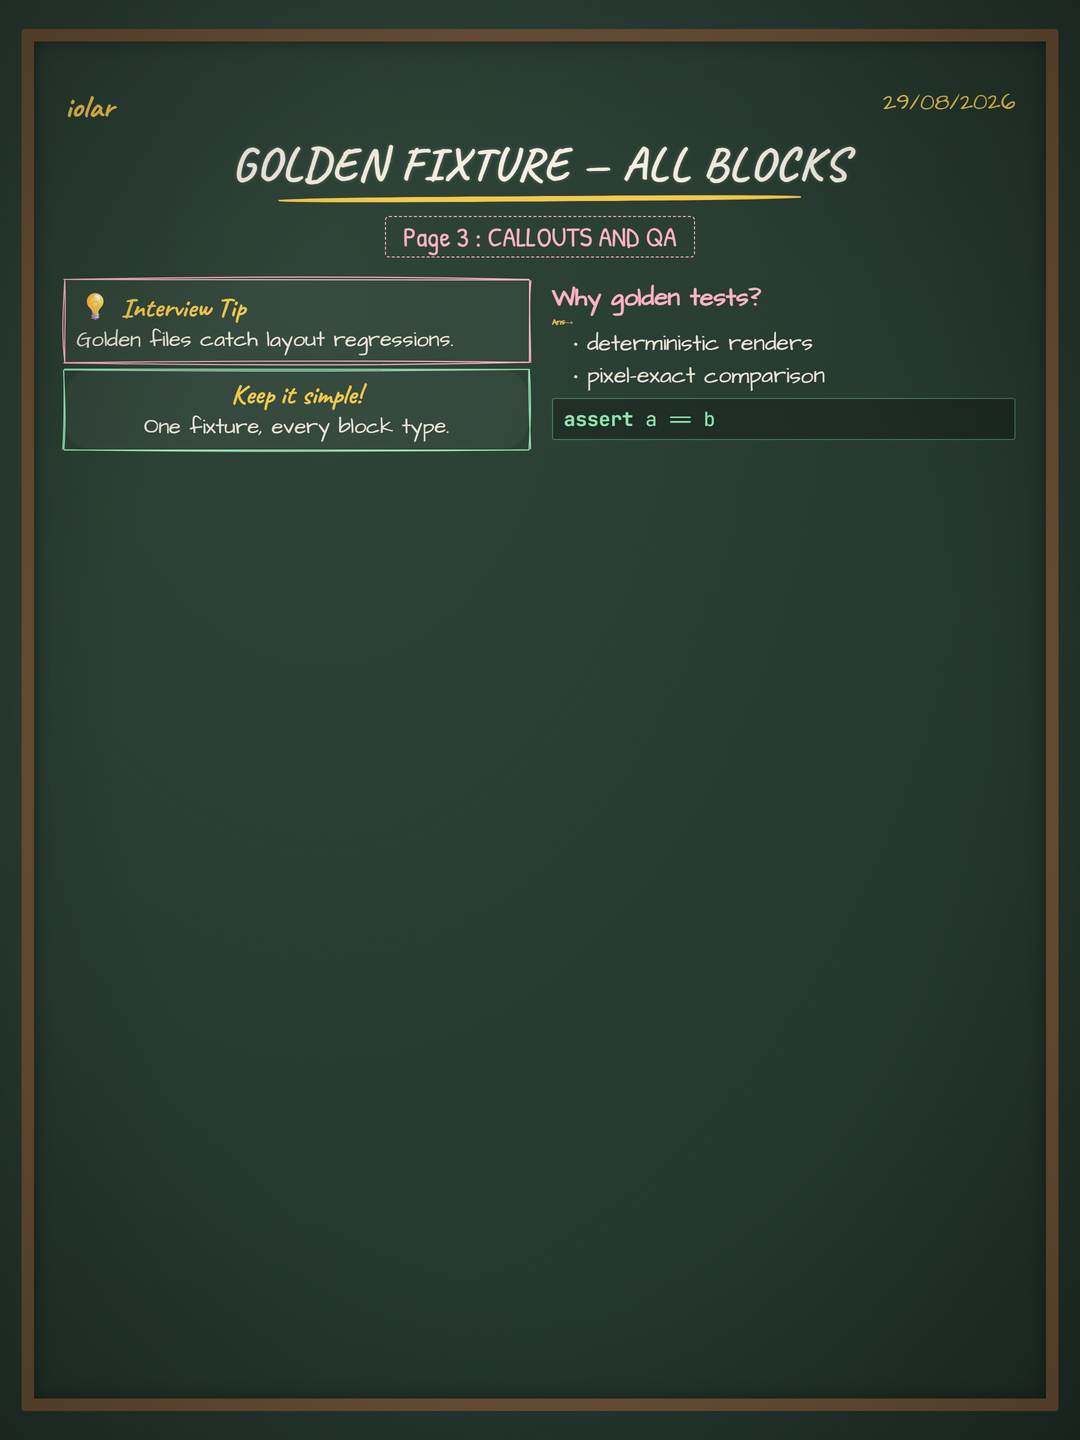 iolar
29/08/2026
GOLDEN FIXTURE – ALL BLOCKS
Page 3 : CALLOUTS AND QA
💡 Interview Tip
Golden files catch layout regressions.
Keep it simple!
One fixture, every block type.
Why golden tests?
Ans→
· deterministic renders
· pixel-exact comparison
assert a == b